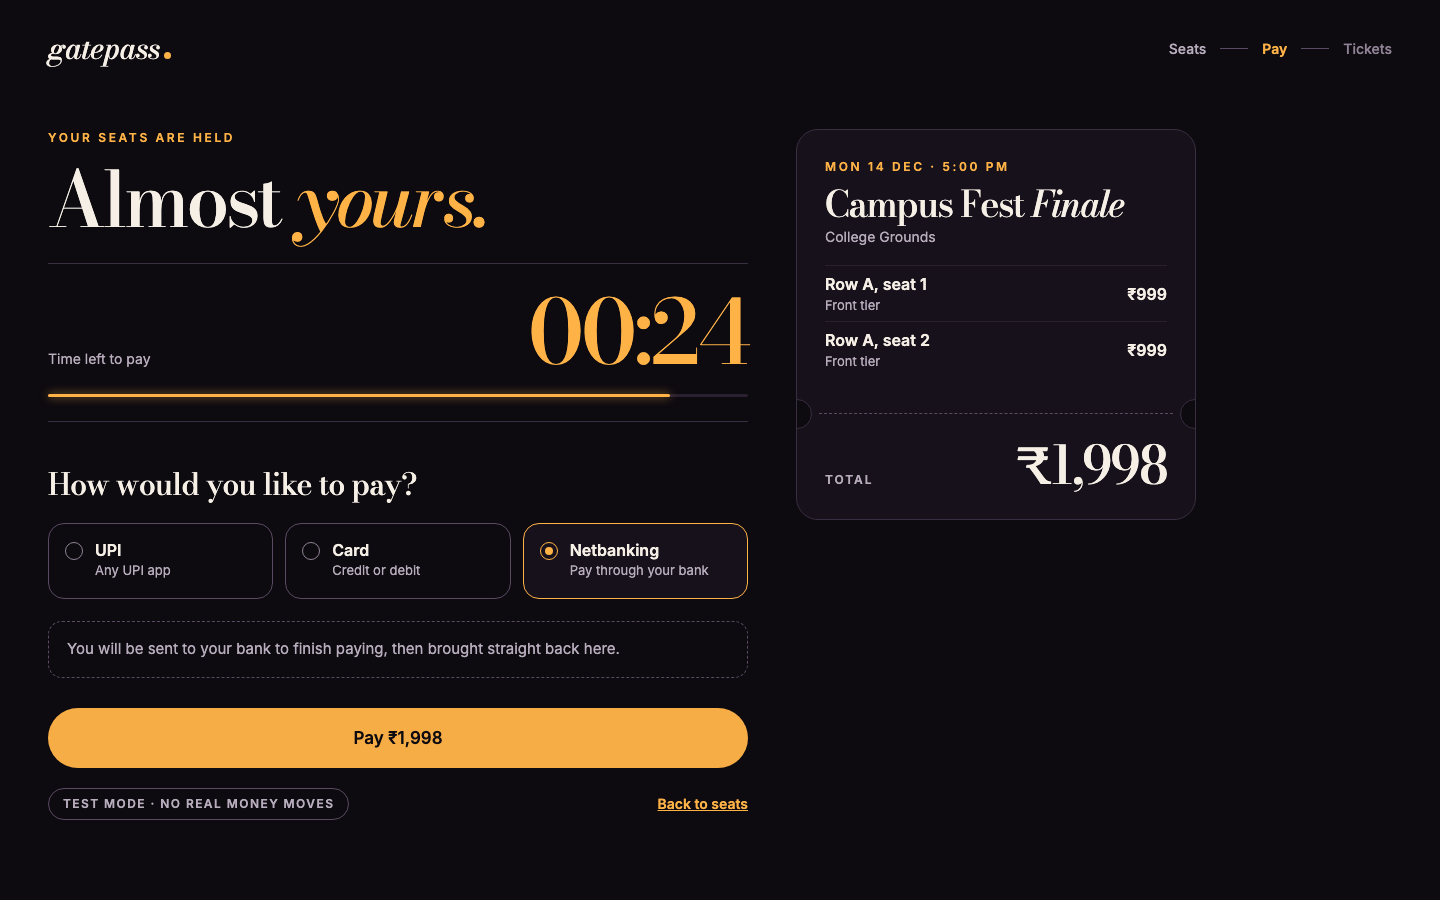 gatepass.
Seats
Pay
Tickets
YOUR SEATS ARE HELD
Almost yours.
Time left to pay
00:24
How would you like to pay?
UPI
Any UPI app
Card
Credit or debit
Netbanking
Pay through your bank
You will be sent to your bank to finish paying, then brought straight back here.
Pay ₹1,998
TEST MODE · NO REAL MONEY MOVES
Back to seats
MON 14 DEC · 5:00 PM
Campus Fest Finale
College Grounds
Row A, seat 1
Front tier
₹999
Row A, seat 2
Front tier
₹999
TOTAL
₹1,998